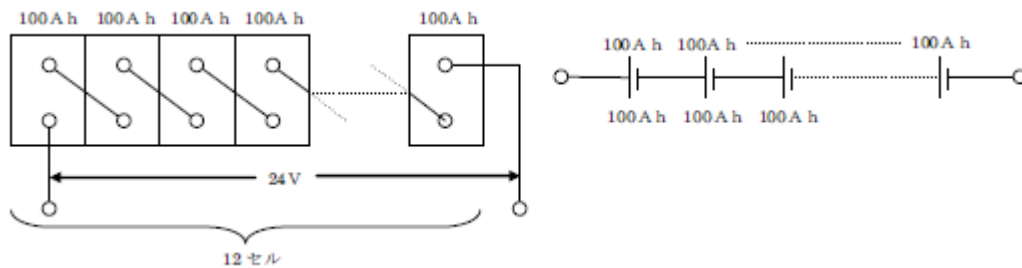 100A h 100A h 100A h 100A h 100A h
24V
12セル
100A h 100A h 100A h
100A h 100A h 100A h